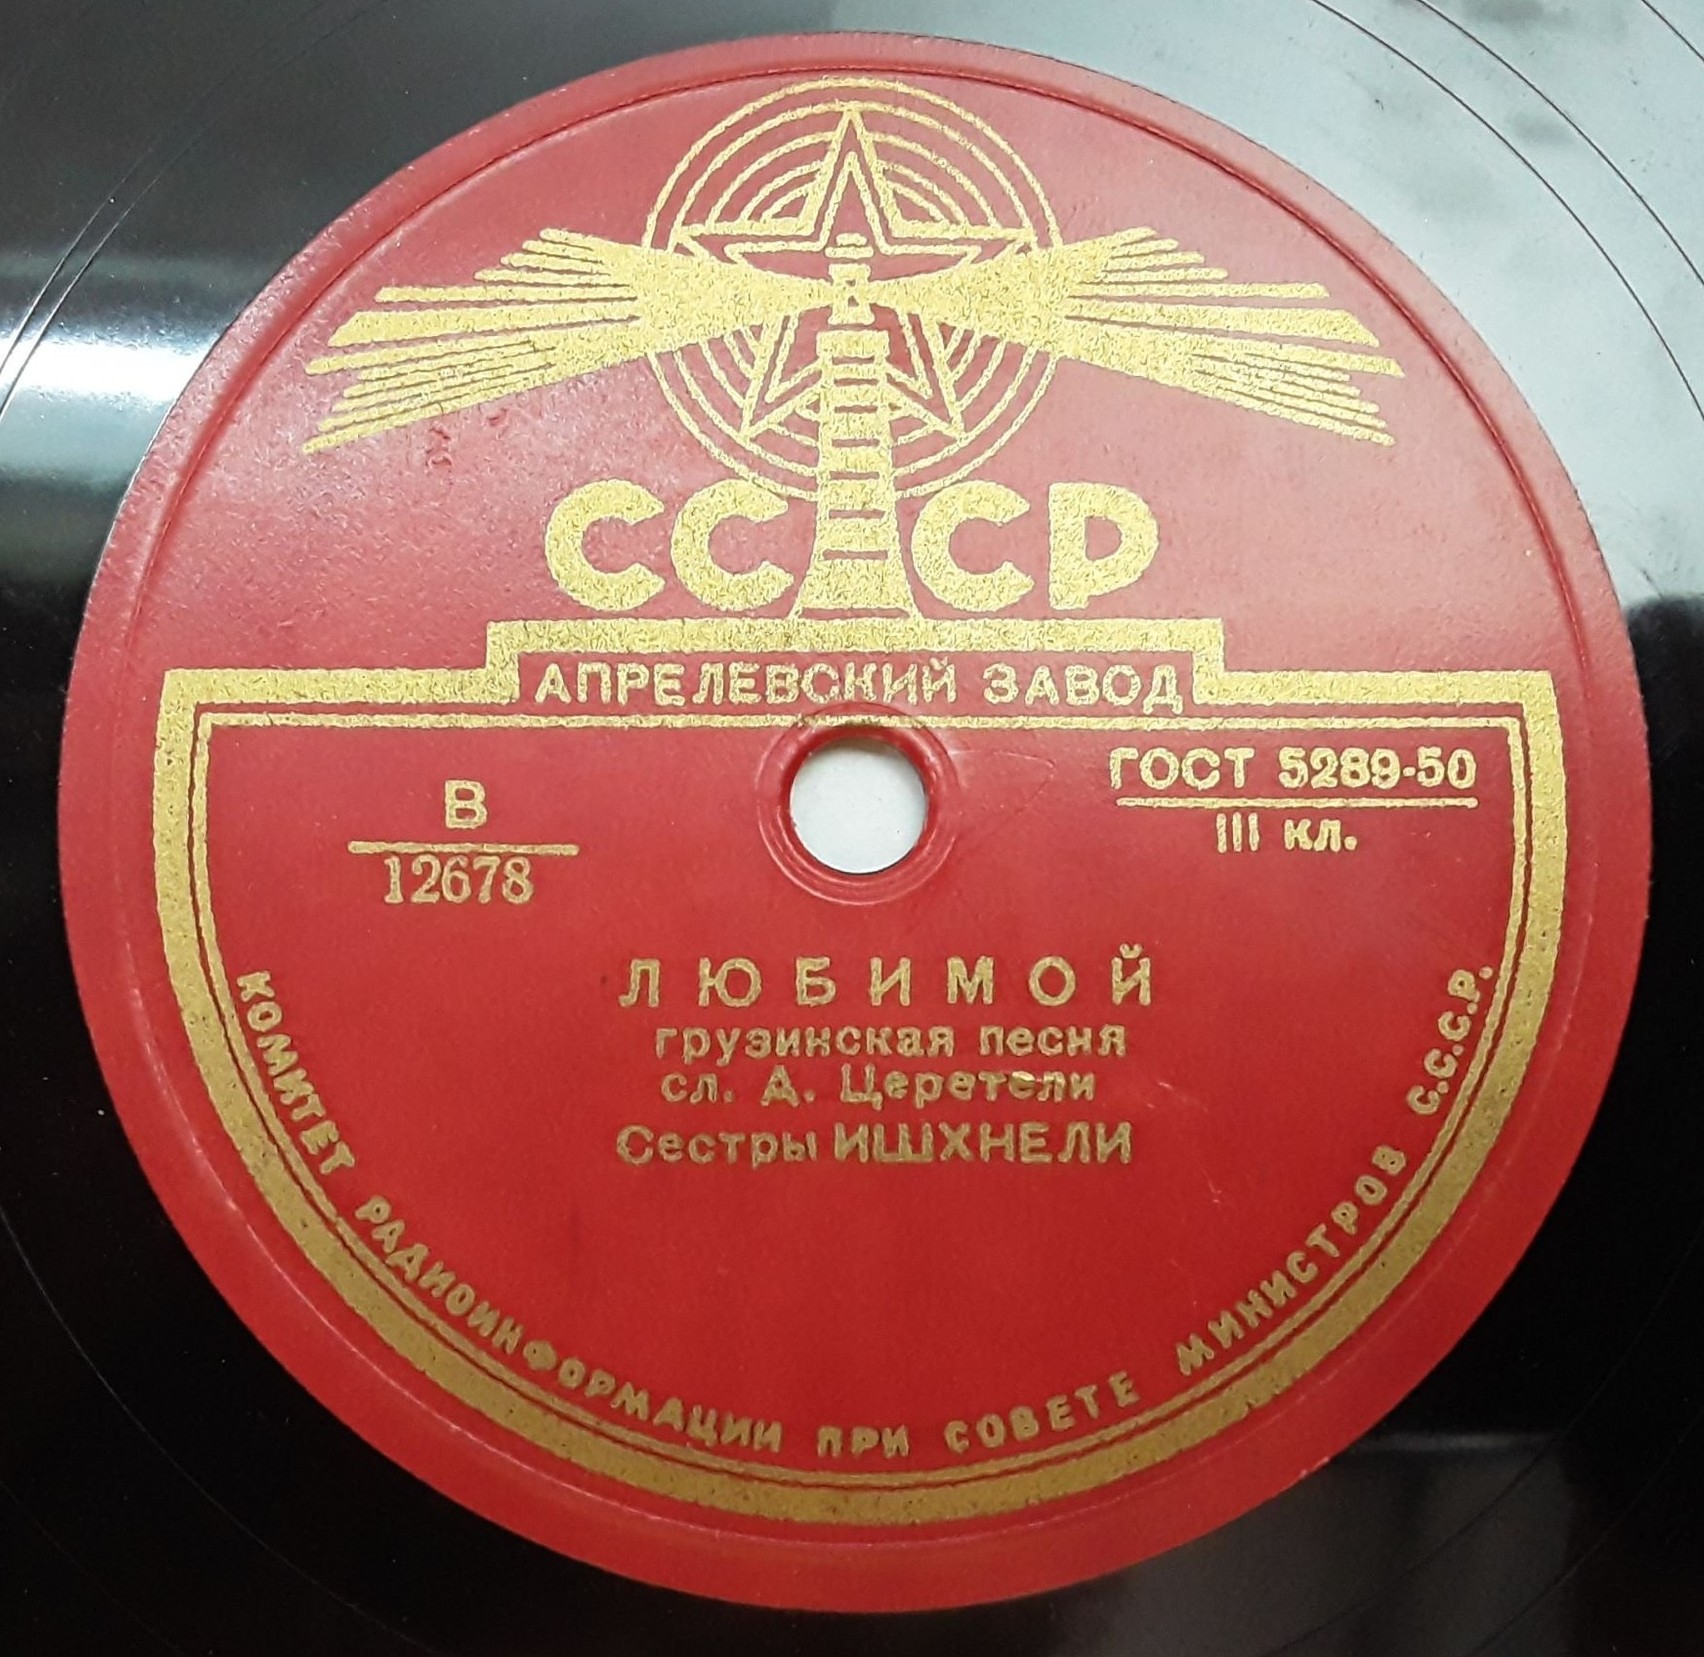 СССР
АПРЕЛЕВСКИЙ ЗАВОД
В
12678
ГОСТ 5289-50
III кл.
ЛЮБИМОЙ
грузинская песня
сл. А. Церетели
Сестры ИШХНЕЛИ
КОМИТЕТ РАДИОИНФОРМАЦИИ ПРИ СОВЕТЕ МИНИСТРОВ С.С.С.Р.